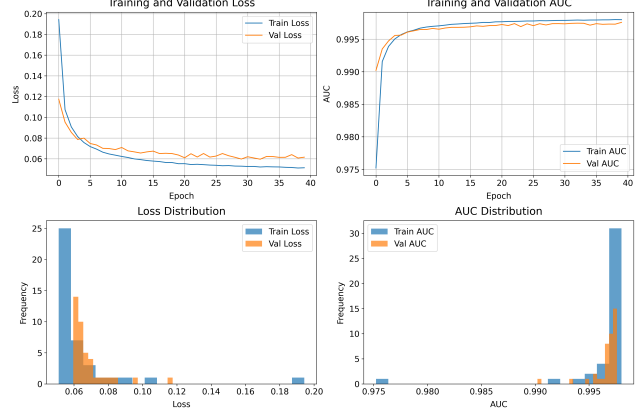 Training and Validation Loss
Training and Validation AUC
0.20
0.18
0.16
0.14
0.12
0.10
0.08
0.06
Loss
Train Loss
Val Loss
0 5 10 15 20 25 30 35 40
Epoch
0.995
0.990
0.985
0.980
0.975
AUC
Train AUC
Val AUC
0 5 10 15 20 25 30 35 40
Epoch
Loss Distribution
25
20
15
10
5
0
Frequency
Train Loss
Val Loss
0.06 0.08 0.10 0.12 0.14 0.16 0.18 0.20
Loss
AUC Distribution
30
25
20
15
10
5
0
Frequency
Train AUC
Val AUC
0.975 0.980 0.985 0.990 0.995
AUC